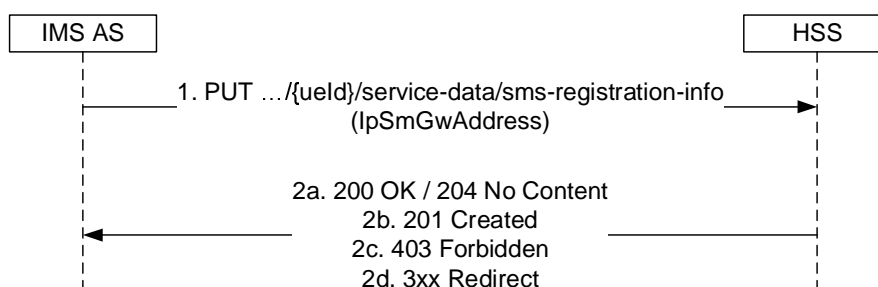 IMS AS
HSS
1. PUT …/{ueId}/service-data/sms-registration-info
(IpSmGwAddress)
2a. 200 OK / 204 No Content
2b. 201 Created
2c. 403 Forbidden
2d. 3xx Redirect